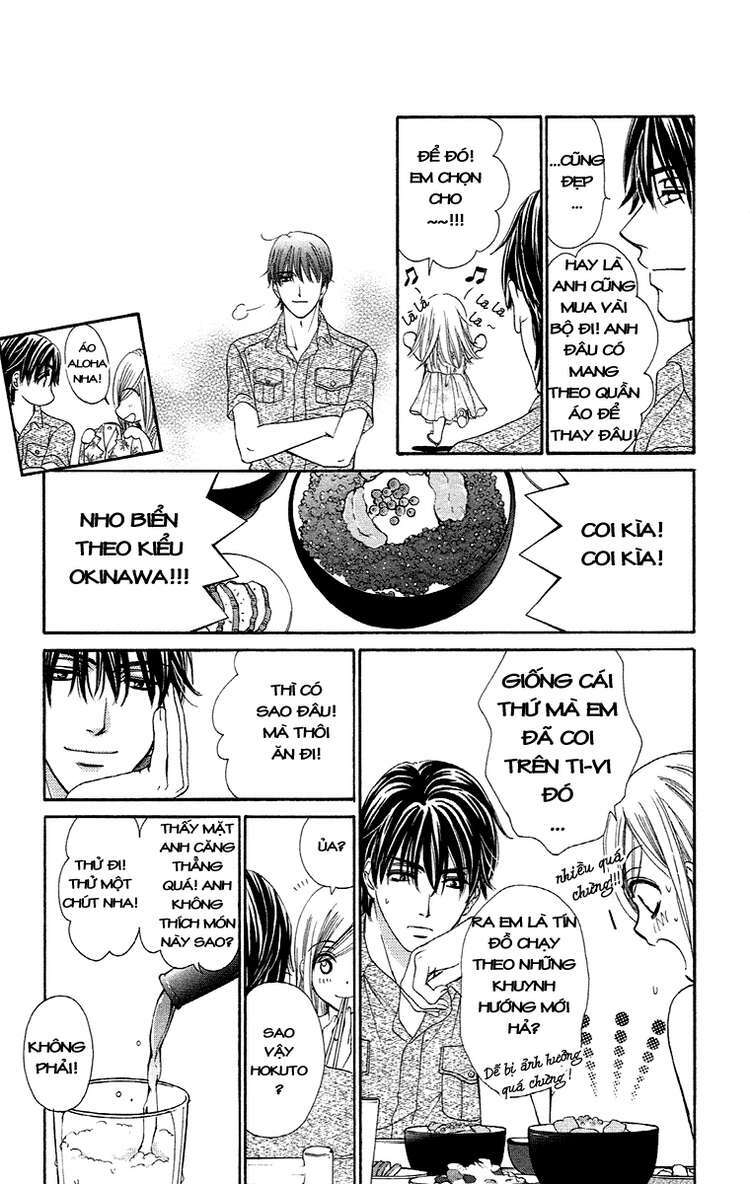 ...CŨNG
ĐẸP
...
HAY LÀ
ANH CŨNG
MUA VÀI
BỘ ĐI! ANH
ĐÂU CÓ
MANG
THEO QUẦN
ÁO ĐỂ
THAY ĐÂU!
ĐỂ ĐÓ!
EM CHỌN
CHO
~~!!!
lã lá
la lã
la~
ÁO
ALOHA
NHA!
COI KÌA!
COI KÌA!
NHO BIỂN
THEO KIỂU
OKINAWA!!!
GIỐNG CÁI
THỨ MÀ EM
ĐÃ COI
TRÊN TI-VI
ĐÓ
...
nhiều quá
chừng!!!
RA EM LÀ TÍN
ĐỒ CHẠY
THEO NHỮNG
KHUYNH
HƯỚNG MỚI
HẢ?
Dễ bị ảnh hưởng
quá chừng!
THÌ CÓ
SAO ĐÂU!
MÀ THÔI
ĂN ĐI!
ỦA?
SAO
VẬY
HOKUTO
?
THẤY MẶT
ANH CĂNG
THẲNG
QUÁ! ANH
KHÔNG
THÍCH MÓN
NÀY SAO?
THỬ ĐI!
THỬ MỘT
CHÚT NHA!
KHÔNG
PHẢI!